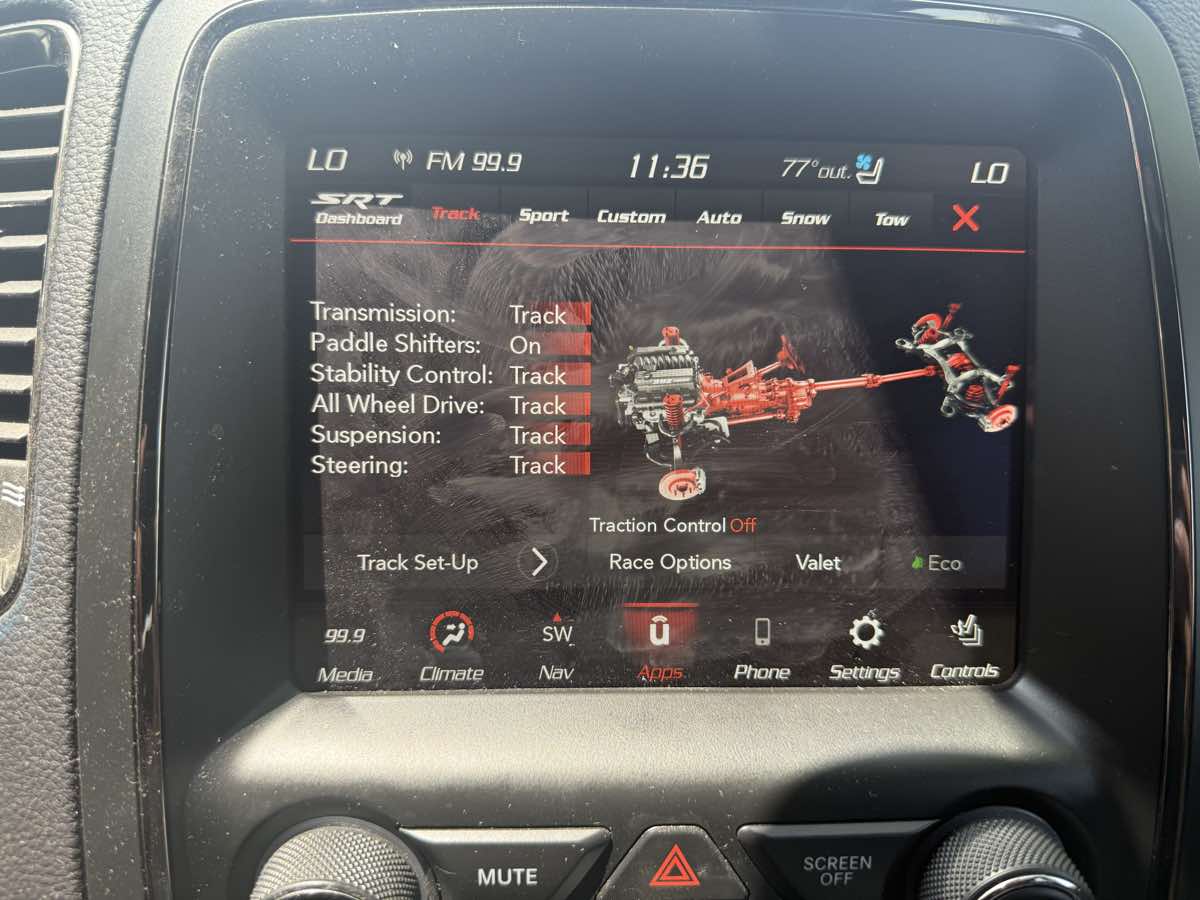 LO FM 99.9 11:36 77°out. LO
SRT
Dashboard Track Sport Custom Auto Snow Tow
Transmission: Track
Paddle Shifters: On
Stability Control: Track
All Wheel Drive: Track
Suspension: Track
Steering: Track
Traction Control Off
Track Set-Up Race Options Valet Eco
99.9 SW u
Media Climate Nav Apps Phone Settings Controls
MUTE SCREEN
OFF